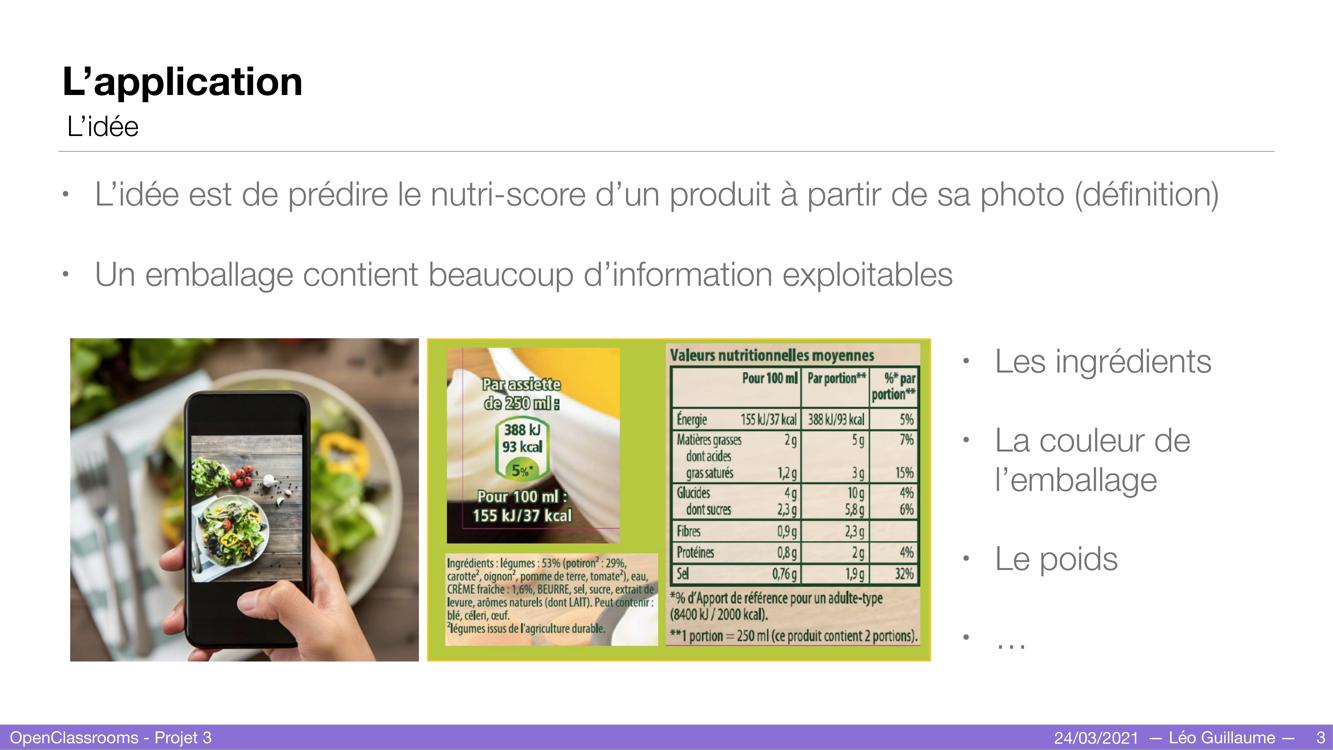 L’application
L’idée
• L’idée est de prédire le nutri-score d’un produit à partir de sa photo (définition)
• Un emballage contient beaucoup d’information exploitables
Par assiette
de 250 ml :
388 kJ
93 kcal
5%*
Pour 100 ml :
155 kJ/37 kcal
Ingrédients : légumes : 53% (potiron² : 29%,
carotte², oignon², pomme de terre, tomate²), eau,
CRÈME fraîche : 1,6%, BEURRE, sel, sucre, extrait de
levure, arômes naturels (dont LAIT). Peut contenir :
blé, céleri, œuf.
²légumes issus de l’agriculture durable.
Valeurs nutritionnelles moyennes
Pour 100 ml Par portion** %* par
portion**
Énergie 155 kJ/37 kcal 388 kJ/93 kcal 5%
Matières grasses 2 g 5 g 7%
dont acides
gras saturés 1,2 g 3 g 15%
Glucides 4 g 10 g 4%
dont sucres 2,3 g 5,8 g 6%
Fibres 0,9 g 2,3 g
Protéines 0,8 g 2 g 4%
Sel 0,76 g 1,9 g 32%
*% d’Apport de référence pour un adulte-type
(8400 kJ / 2000 kcal).
**1 portion = 250 ml (ce produit contient 2 portions).
• Les ingrédients
• La couleur de
l’emballage
• Le poids
• …
OpenClassrooms - Projet 3
24/03/2021 — Léo Guillaume — 3